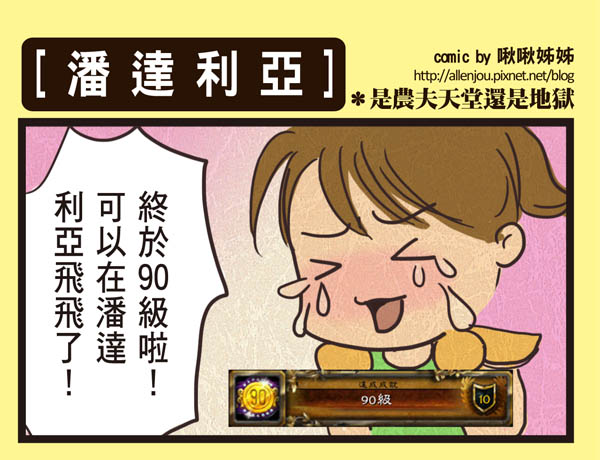 [潘達利亞]
comic by 啾啾姊姊
http://allenjou.pixnet.net/blog
＊是農夫天堂還是地獄
終於90級啦！
可以在潘達
利亞飛飛了！
達成成就
90
90級
10